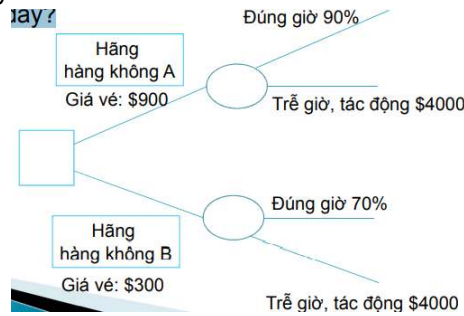 đây?
Đúng giờ 90%
Hãng
hàng không A
Giá vé: $900
Trễ giờ, tác động $4000
Đúng giờ 70%
Hãng
hàng không B
Giá vé: $300
Trễ giờ, tác động $4000